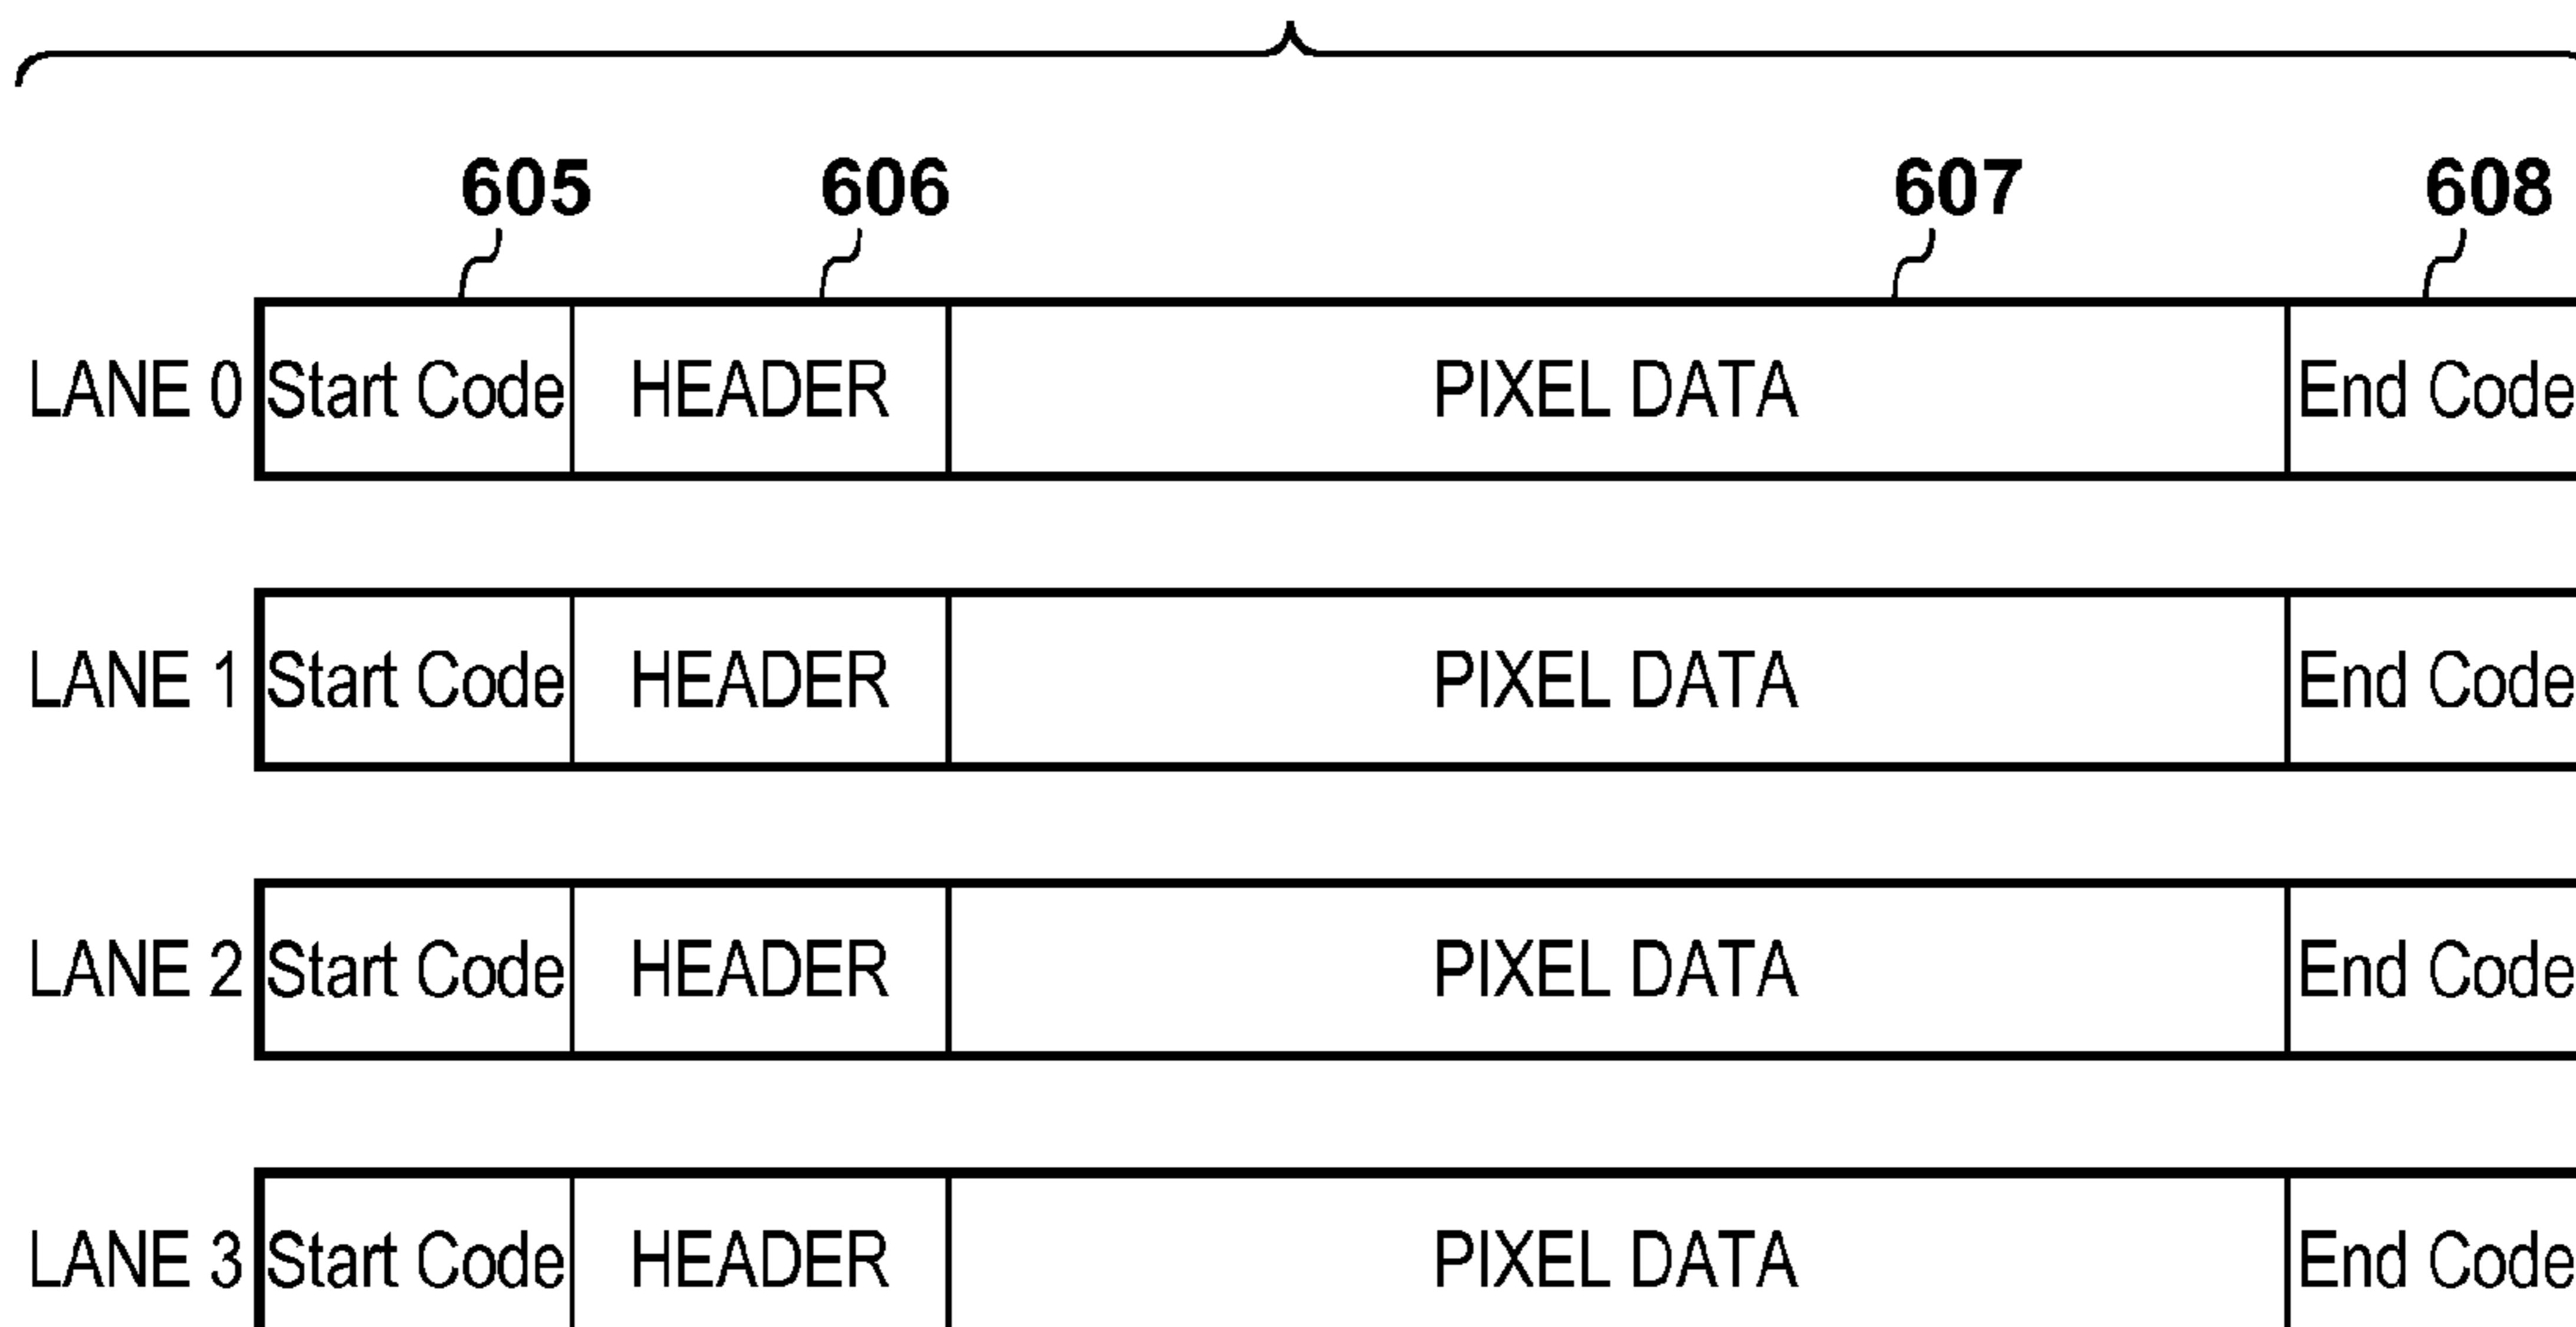 605 606 607 608
LANE 0 Start Code HEADER PIXEL DATA End Code
LANE 1 Start Code HEADER PIXEL DATA End Code
LANE 2 Start Code HEADER PIXEL DATA End Code
LANE 3 Start Code HEADER PIXEL DATA End Code